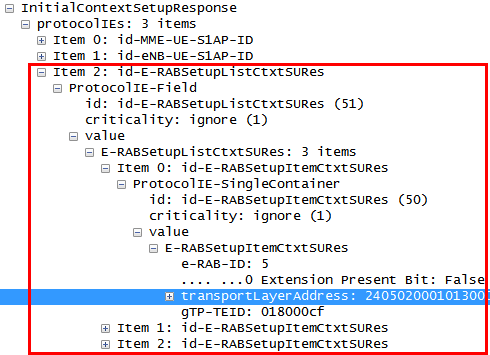 InitialContextSetupResponse
protocolIEs: 3 items
Item 0: id-MME-UE-S1AP-ID
Item 1: id-eNB-UE-S1AP-ID
Item 2: id-E-RABSetupListCtxtSURes
ProtocolIE-Field
id: id-E-RABSetupListCtxtSURes (51)
criticality: ignore (1)
value
E-RABSetupListCtxtSURes: 3 items
Item 0: id-E-RABSetupItemCtxtSURes
ProtocolIE-SingleContainer
id: id-E-RABSetupItemCtxtSURes (50)
criticality: ignore (1)
value
E-RABSetupItemCtxtSURes
e-RAB-ID: 5
.... ...0 Extension Present Bit: False
transportLayerAddress: 2405020001013001
gTP-TEID: 018000cf
Item 1: id-E-RABSetupItemCtxtSURes
Item 2: id-E-RABSetupItemCtxtSURes